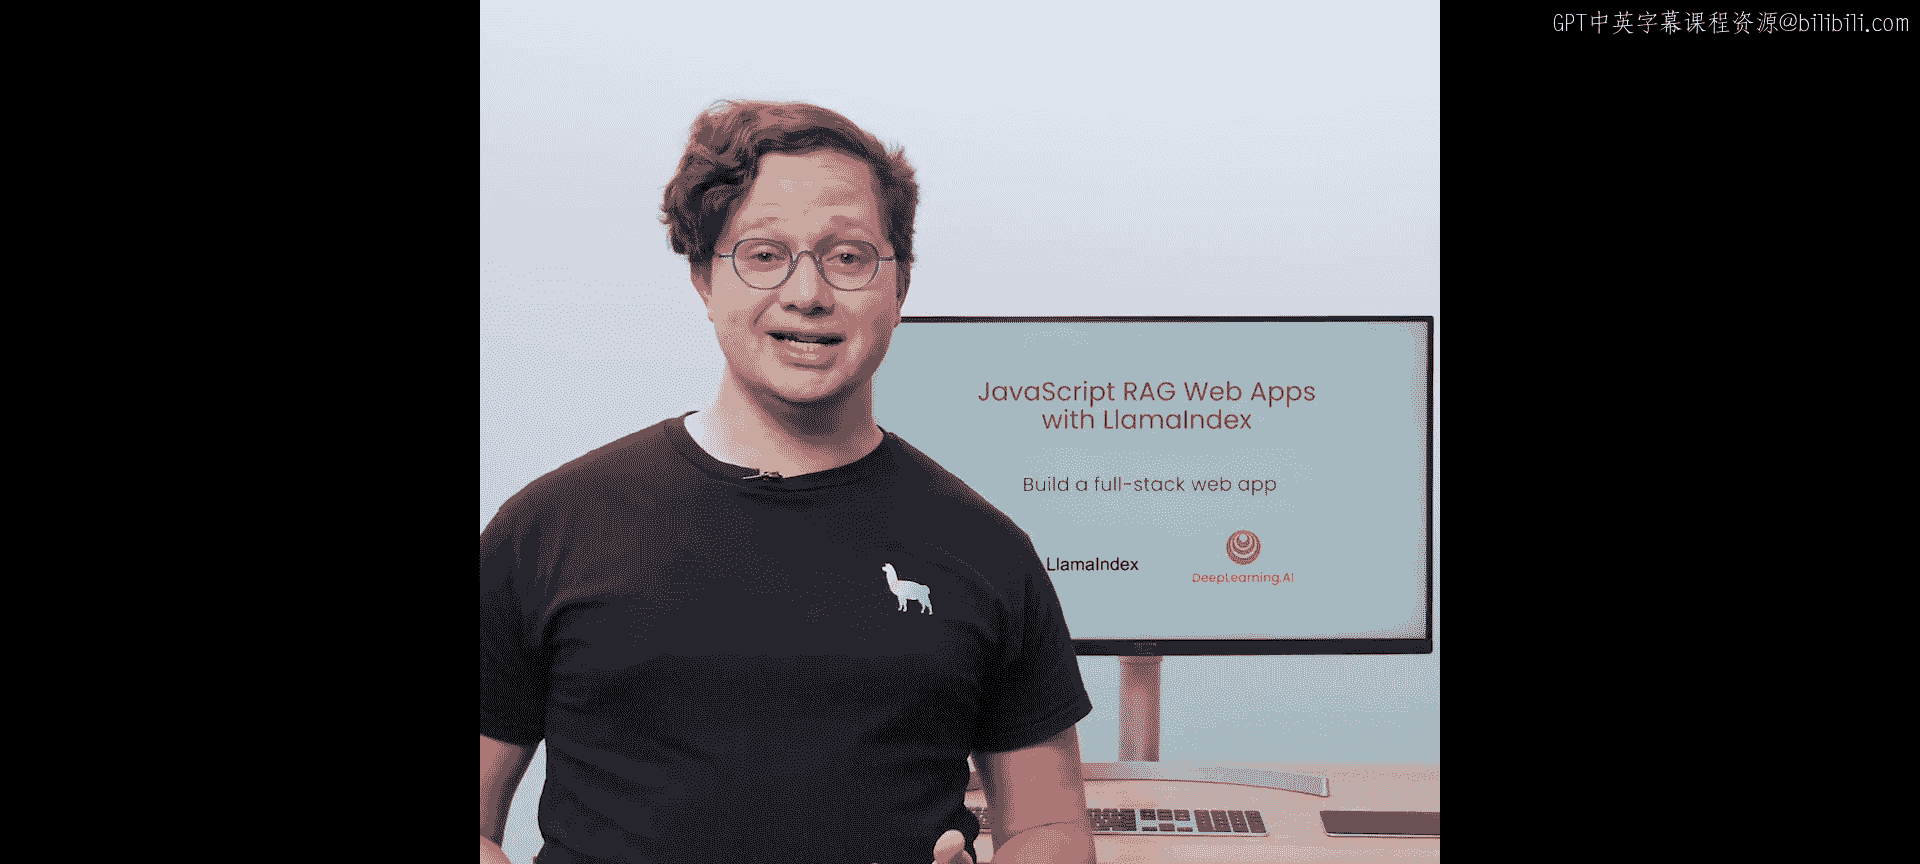 GPT中英字幕课程资源@bilibili.com
JavaScript RAG Web Apps
with LlamaIndex
Build a full-stack web app
LlamaIndex
DeepLearning.AI